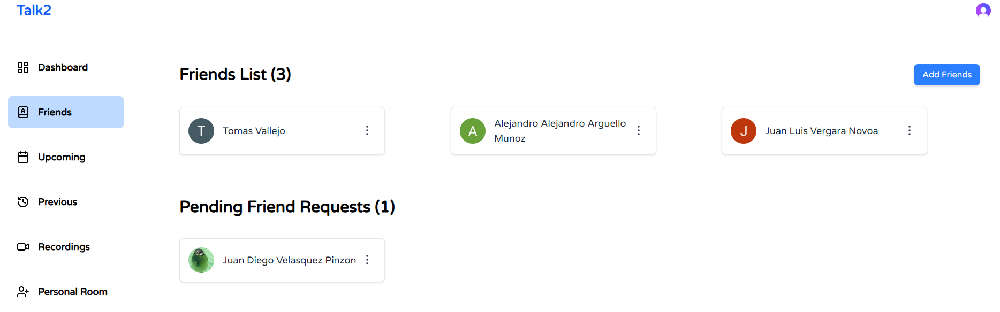 Talk2
Dashboard
Friends
Upcoming
Previous
Recordings
Personal Room
Friends List (3)
Add Friends
T
Tomas Vallejo
A
Alejandro Alejandro Arguello
Munoz
J
Juan Luis Vergara Novoa
Pending Friend Requests (1)
Juan Diego Velasquez Pinzon